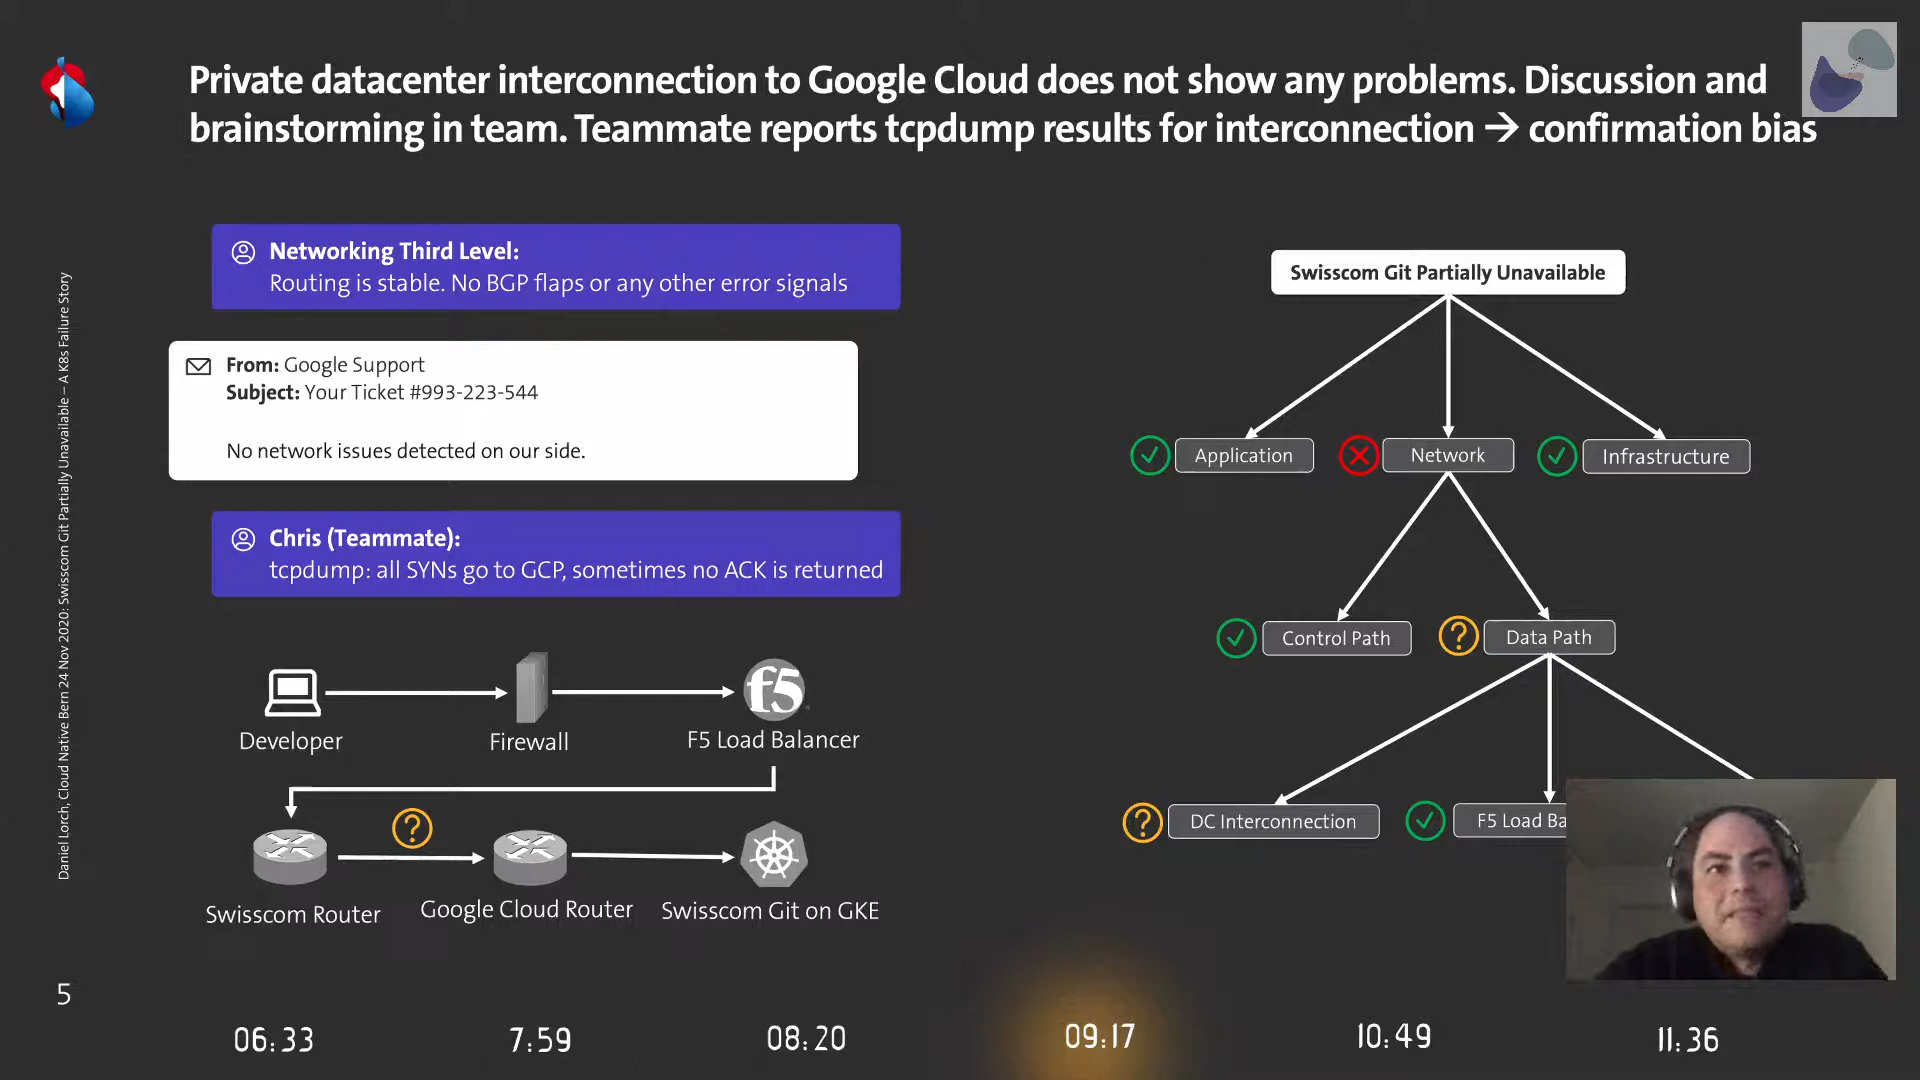 Private datacenter interconnection to Google Cloud does not show any problems. Discussion and
brainstorming in team. Teammate reports tcpdump results for interconnection → confirmation bias
Daniel Lorch, Cloud Native Bern 24 Nov 2020: Swisscom Git Partially Unavailable – A K8s Failure Story
Networking Third Level:
Routing is stable. No BGP flaps or any other error signals
From: Google Support
Subject: Your Ticket #993-223-544
No network issues detected on our side.
Chris (Teammate):
tcpdump: all SYNs go to GCP, sometimes no ACK is returned
f5
Developer
Firewall
F5 Load Balancer
?
Swisscom Router
Google Cloud Router
Swisscom Git on GKE
Swisscom Git Partially Unavailable
Application
Network
Infrastructure
Control Path
?
Data Path
?
DC Interconnection
F5 Load Ba
5
06:33
7:59
08:20
09:17
10:49
11:36